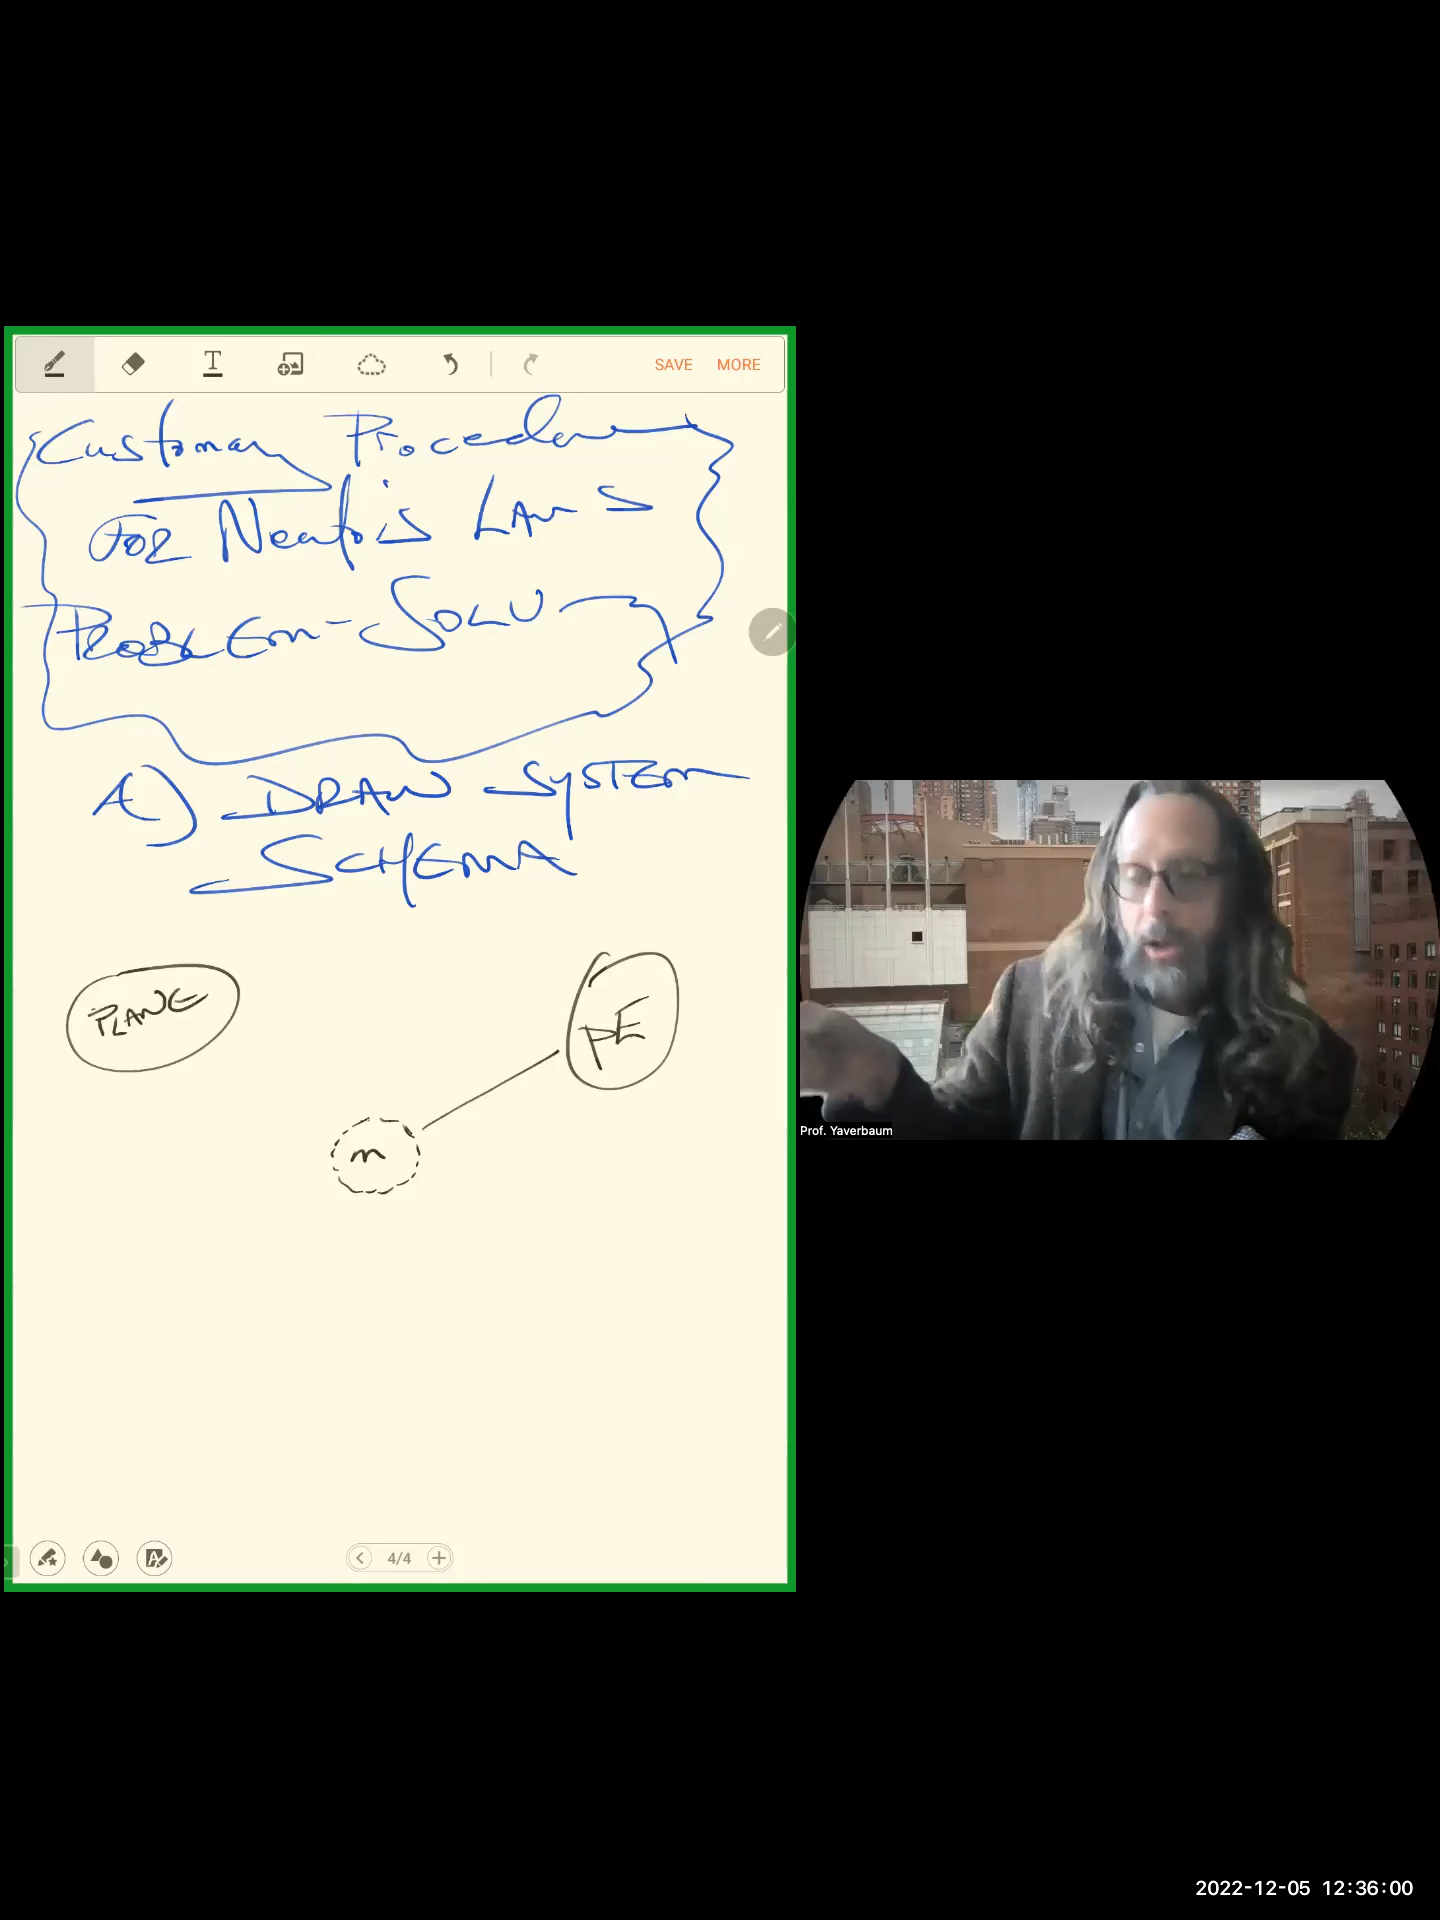 SAVE MORE
Customary Procedure
FOR Newton's LAWS
PROBLEM-SOLV
A) DRAW SYSTEM
SCHEMA
PLANE
PE
m
Prof. Yaverbaum
4/4
2022-12-05 12:36:00